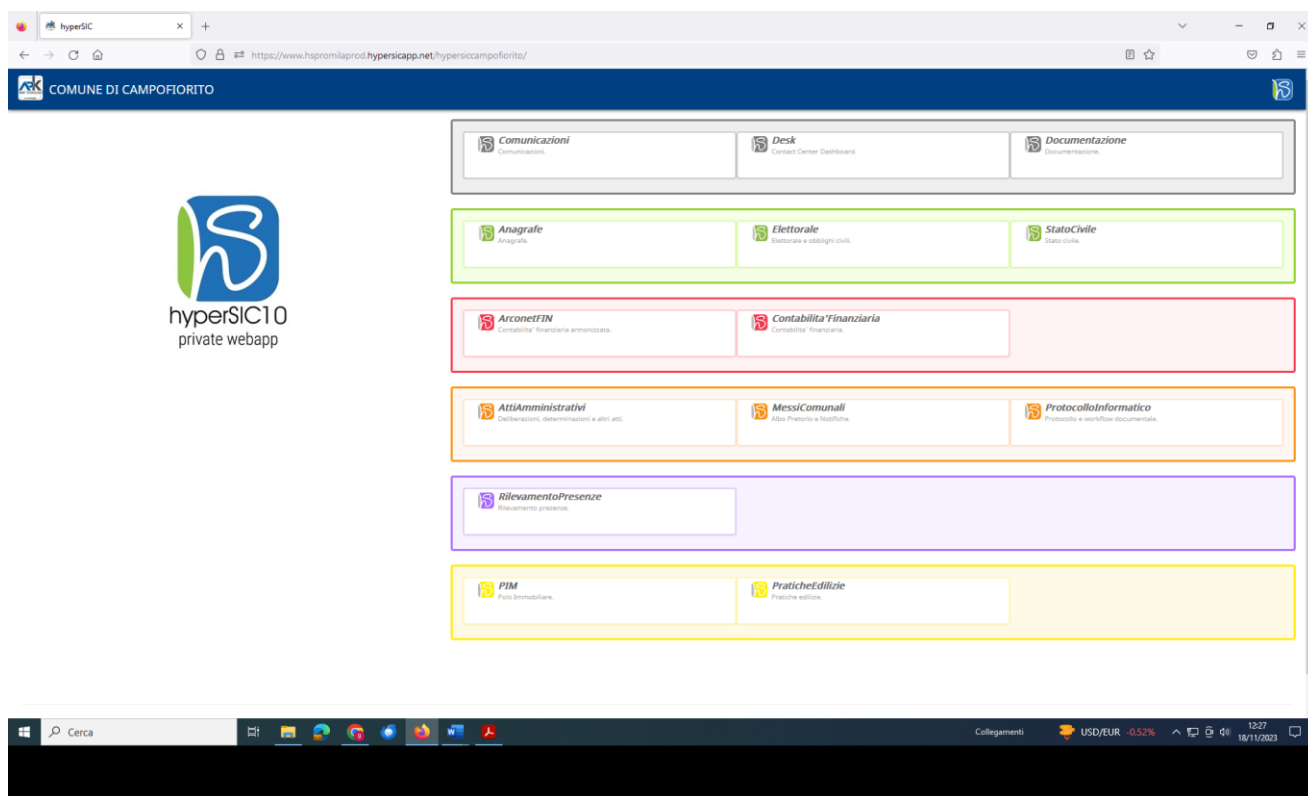 hyperSIC
https://www.hspromilaprod.hypersicapp.net/hypersiccampofiorito/
COMUNE DI CAMPOFIORITO
hyperSIC10
private webapp
Comunicazioni
Comunicazioni.
Desk
Contact Center Dashboard.
Documentazione
Documentazione.
Anagrafe
Anagrafe.
Elettorale
Elettorale e obblighi civili.
StatoCivile
Stato civile.
ArconetFIN
Contabilita' finanziaria armonizzata.
Contabilita'Finanziaria
Contabilita' finanziaria.
AttiAmministrativi
Deliberazioni, determinazioni e altri atti.
MessiComunali
Albo Pretorio e Notifiche.
ProtocolloInformatico
Protocollo e workflow documentale.
RilevamentoPresenze
Rilevamento presenze.
PIM
Polo Immobiliare.
PraticheEdilizie
Pratiche edilizie.
Cerca
Collegamenti
USD/EUR -0.52%
12:27
18/11/2023